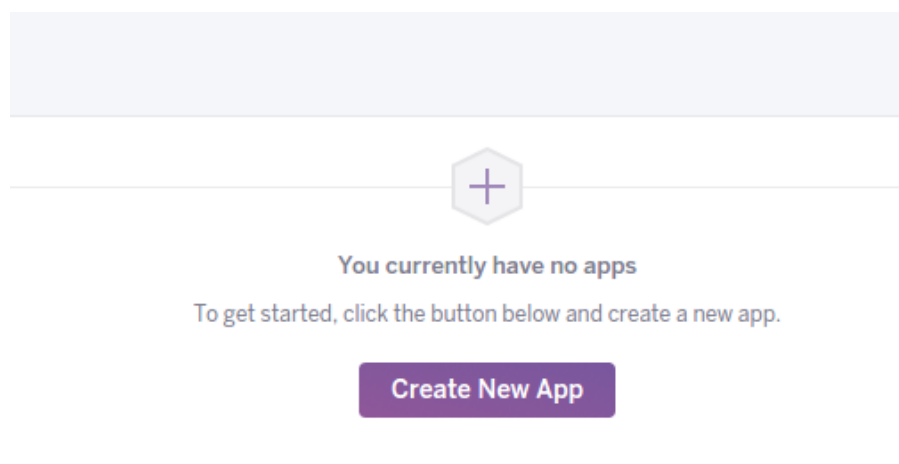 You currently have no apps
To get started, click the button below and create a new app.
Create New App